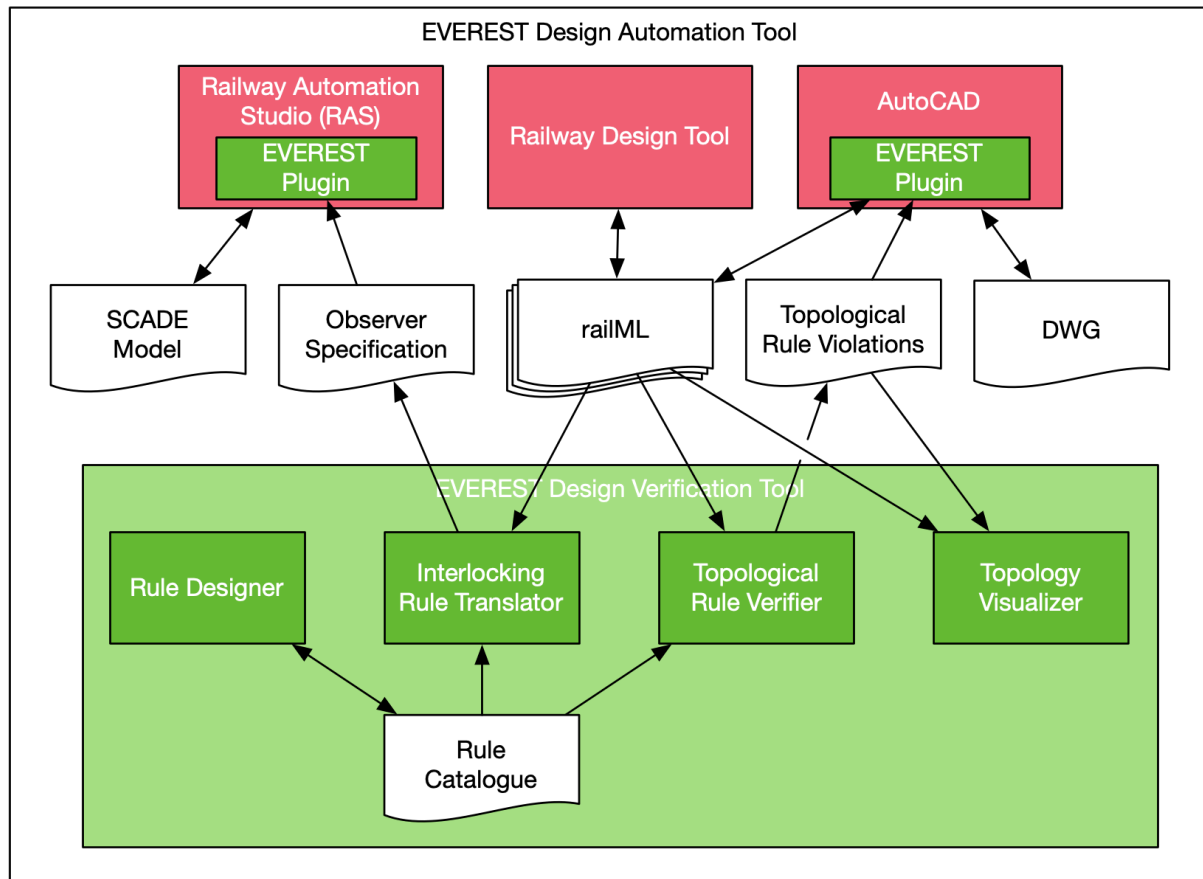 EVEREST Design Automation Tool
Railway Automation
Studio (RAS)
EVEREST
Plugin
Railway Design Tool
AutoCAD
EVEREST
Plugin
SCADE
Model
Observer
Specification
railML
Topological
Rule Violations
DWG
EVEREST Design Verification Tool
Rule Designer
Interlocking
Rule Translator
Topological
Rule Verifier
Topology
Visualizer
Rule
Catalogue